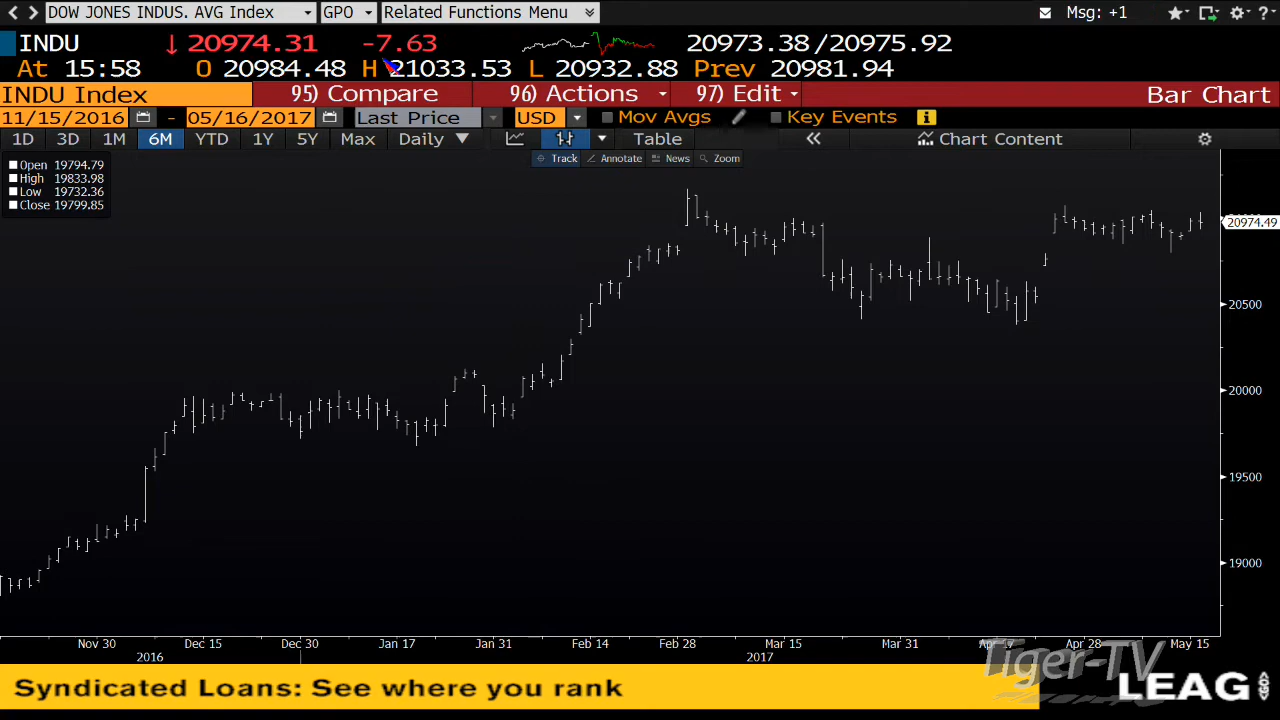 DOW JONES INDUS. AVG Index GPO Related Functions Menu Msg: +1
INDU ↓ 20974.31 -7.63 20973.38/20975.92
At 15:58 O 20984.48 H 21033.53 L 20932.88 Prev 20981.94
INDU Index 95) Compare 96) Actions 97) Edit Bar Chart
11/15/2016 - 05/16/2017 Last Price USD Mov Avgs Key Events
1D 3D 1M 6M YTD 1Y 5Y Max Daily ▼ Table « Chart Content
Track Annotate News Zoom
Open 19794.79
High 19833.98
Low 19732.36
Close 19799.85
20974.49
20500
20000
19500
19000
Nov 30 Dec 15 Dec 30 Jan 17 Jan 31 Feb 14 Feb 28 Mar 15 Mar 31 Apr 17 Apr 28 May 15
2016 2017
Tiger-TV
Syndicated Loans: See where you rank
LEAG <GO>